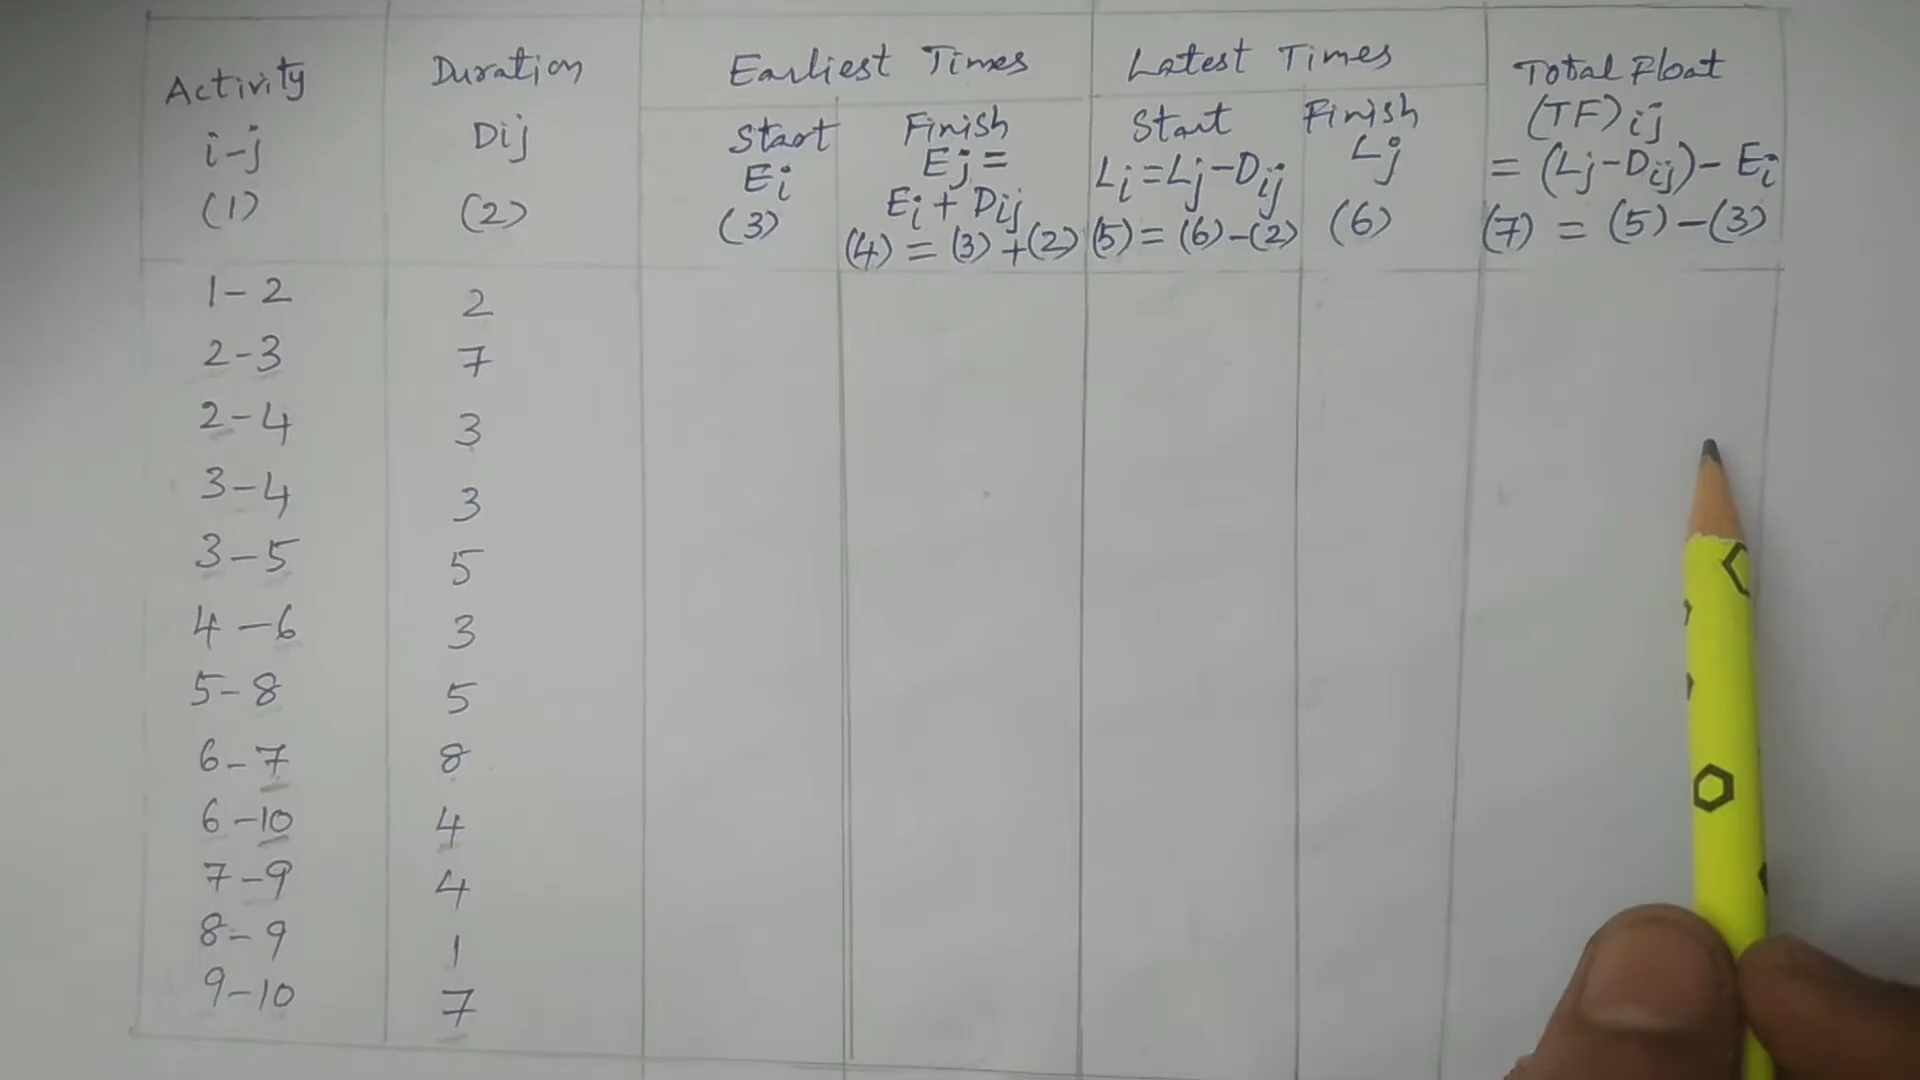 Activity Duration Earliest Times Latest Times Total Float
i-j Dij Start Finish Start Finish (TF)ij
Ei Ej = Li=Lj-Dij Lj = (Lj-Dij)-Ei
(1) (2) (3) Ei + Dij (6) (7) = (5)-(3)
(4) = (3)+(2) (5) = (6)-(2)
1-2 2
2-3 7
2-4 3
3-4 3
3-5 5
4-6 3
5-8 5
6-7 8
6-10 4
7-9 4
8-9 1
9-10 7